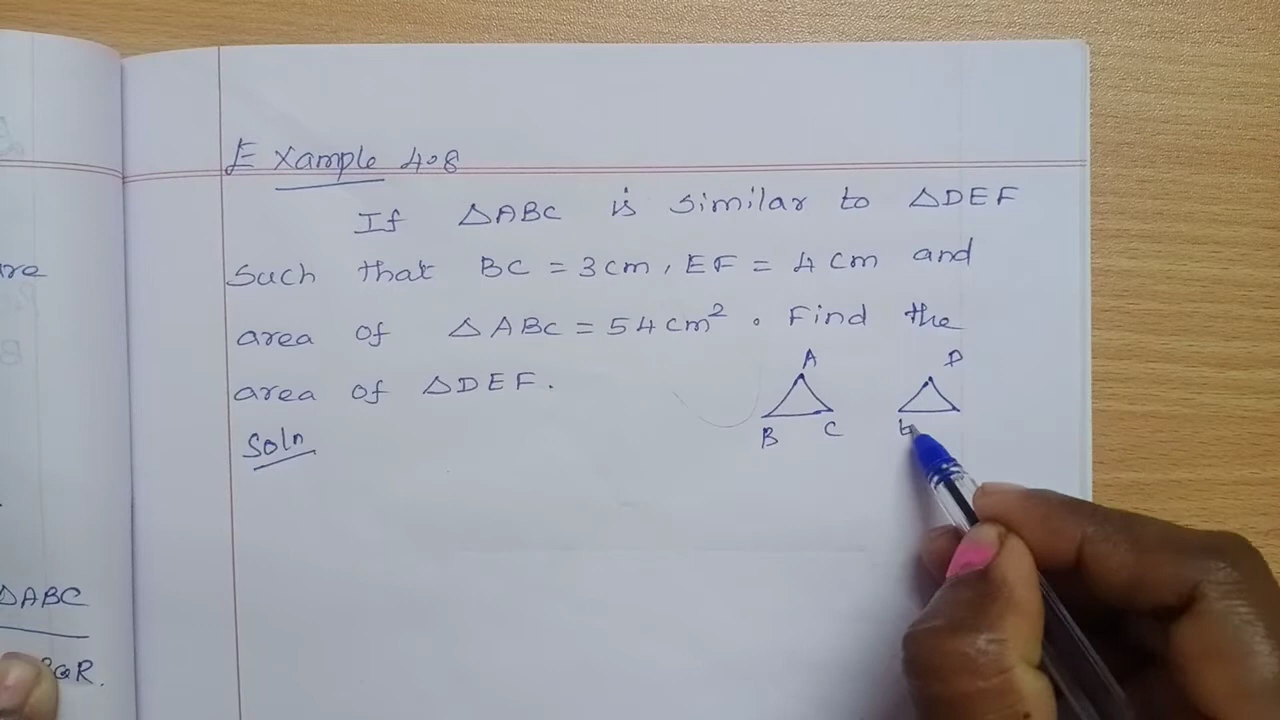 Example 4.8
If △ABC is similar to △DEF
Such that BC = 3cm, EF = 4cm and
area of △ABC = 54cm². Find the
area of △DEF.
A D
B C
Soln
△ABC